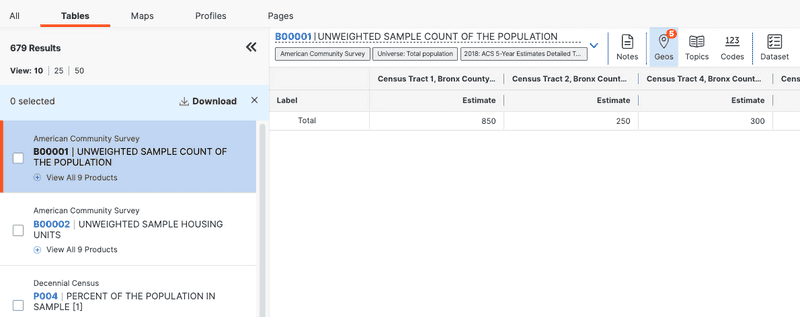 All Tables Maps Profiles Pages
679 Results
View: 10 | 25 | 50
0 selected Download
American Community Survey
B00001 | UNWEIGHTED SAMPLE COUNT OF
THE POPULATION
View All 9 Products
American Community Survey
B00002 | UNWEIGHTED SAMPLE HOUSING
UNITS
View All 9 Products
Decennial Census
P004 | PERCENT OF THE POPULATION IN
SAMPLE [1]
B00001 | UNWEIGHTED SAMPLE COUNT OF THE POPULATION
American Community Survey Universe: Total population 2018: ACS 5-Year Estimates Detailed T...
Notes
5
Geos
Topics
123
Codes
Dataset
Census Tract 1, Bronx County... Census Tract 2, Bronx Count... Census Tract 4, Bronx Count... Cens
Label Estimate Estimate Estimate
Total 850 250 300